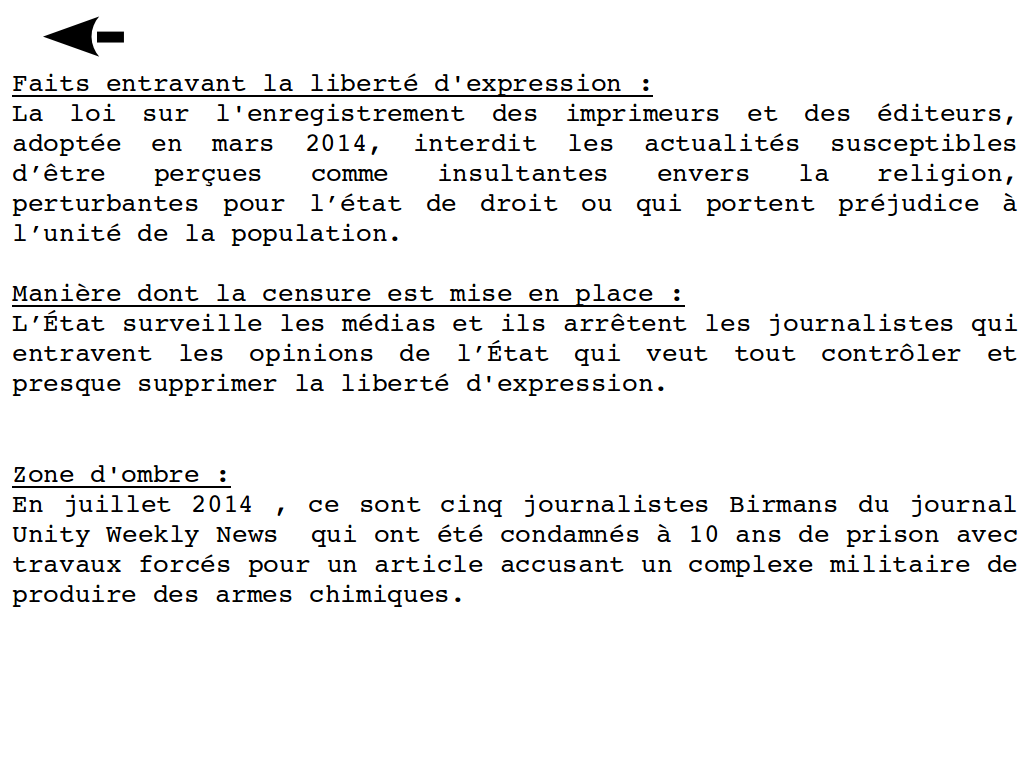 Faits entravant la liberté d'expression :
La loi sur l'enregistrement des imprimeurs et des éditeurs,
adoptée en mars 2014, interdit les actualités susceptibles
d’être perçues comme insultantes envers la religion,
perturbantes pour l’état de droit ou qui portent préjudice à
l’unité de la population.
Manière dont la censure est mise en place :
L’État surveille les médias et ils arrêtent les journalistes qui
entravent les opinions de l’État qui veut tout contrôler et
presque supprimer la liberté d'expression.
Zone d'ombre :
En juillet 2014 , ce sont cinq journalistes Birmans du journal
Unity Weekly News  qui ont été condamnés à 10 ans de prison avec
travaux forcés pour un article accusant un complexe militaire de
produire des armes chimiques.